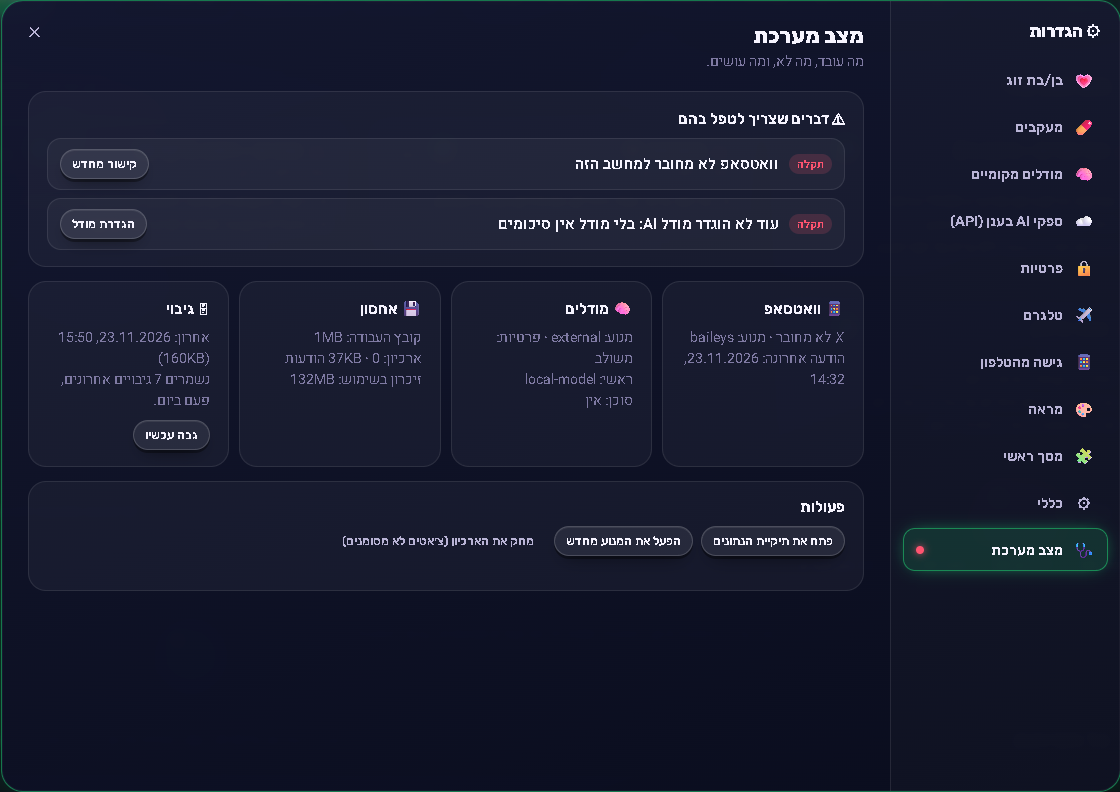 הגדרות
בן/בת זוג
מעקבים
מודלים מקומיים
ספקי AI בענן (API)
פרטיות
טלגרם
גישה מהטלפון
מראה
מסך ראשי
כללי
מצב מערכת
מצב מערכת
מה עובד, מה לא, ומה עושים.
דברים שצריך לטפל בהם
תקלה
וואטסאפ לא מחובר למחשב הזה
קישור מחדש
תקלה
עוד לא הוגדר מודל AI: בלי מודל אין סיכומים
הגדרת מודל
וואטסאפ
✗ לא מחובר · מנוע: baileys
הודעה אחרונה: 23.11.2026,
14:32
מודלים
מנוע: external · פרטיות:
משולב
ראשי: local-model
סוכן: אין
אחסון
קובץ העבודה: 1MB
ארכיון: 37KB · 0 הודעות
זיכרון בשימוש: 132MB
גיבוי
אחרון: 23.11.2026, 15:50
(160KB)
נשמרים 7 גיבויים אחרונים,
פעם ביום.
גבה עכשיו
פעולות
פתח את תיקיית הנתונים
הפעל את המנוע מחדש
מחק את הארכיון (צ'אטים לא מסומנים)